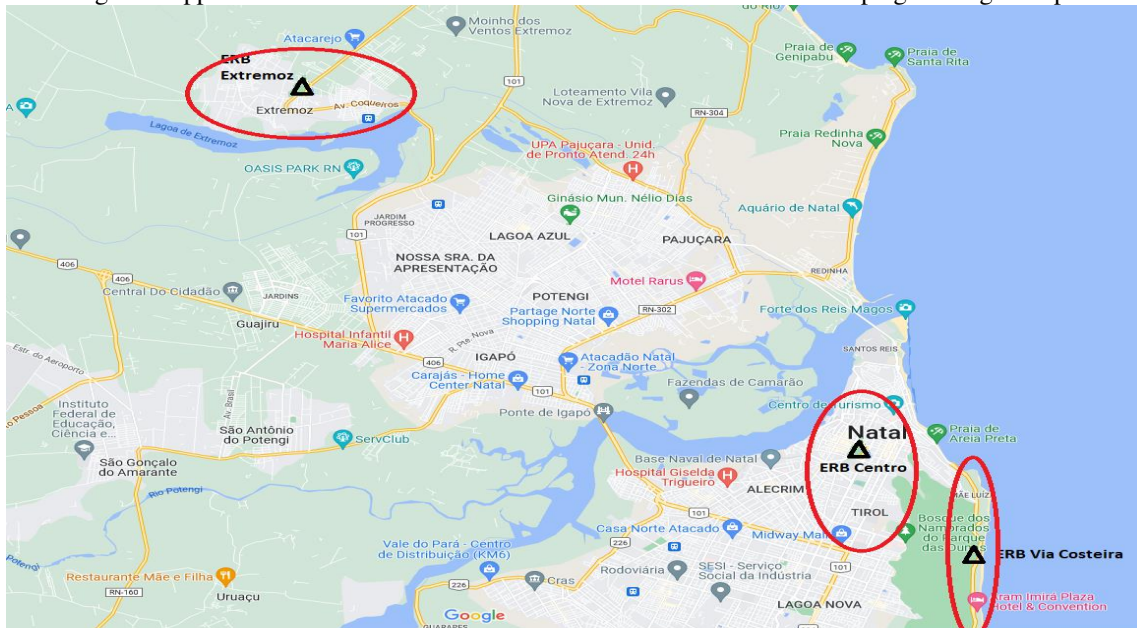 do Rio
Moinho dos
Ventos Extremoz
Atacarejo
ERB
Extremoz
Extremoz
Av. Coqueiros
Lagoa de Extremoz
OASIS PARK RN
101
Loteamento Vila
Nova de Extremoz
RN-304
Praia de
Genipabu
Praia de
Santa Rita
Praia Redinha
Nova
UPA Pajuçara - Unid.
de Pronto Atend. 24h
Ginásio Mun. Nélio Dias
Aquário de Natal
JARDIM
PROGRESSO
101
LAGOA AZUL
PAJUÇARA
NOSSA SRA. DA
APRESENTAÇÃO
REDINHA
406
406
Central Do Cidadão
JARDINS
Guajiru
Favorito Atacado
Supermercados
Motel Rarus
POTENGI
Partage Norte
Shopping Natal
RN-302
Forte dos Reis Magos
Hospital Infantil
Maria Alice
R. Pte. Nova
IGAPÓ
SANTOS REIS
Estr. do Aeroporto
406
Atacadão Natal
- Zona Norte
Carajás - Home
Center Natal
101
Fazendas de Camarão
Av. Brasil
Instituto
Federal de
Educação,
Ciência e...
São Antônio
do Potengi
ServClub
Ponte de Igapó
Centro de Turismo
Natal
Praia de
Areia Preta
São Gonçalo
do Amarante
Rio Potengi
Base Naval de Natal
ERB Centro
Hospital Giselda
Trigueiro
ALECRIM
MÃE LUÍZA
TIROL
101
Bosque dos
Namorados
do Parque
das Dunas
Casa Norte Atacado
Midway Mall
226
Vale do Pará - Centro
de Distribuição (KM6)
ERB Via Costeira
Rodoviária
SESI - Serviço
Social da Indústria
101
Restaurante Mãe e Filha
RN-160
Uruaçu
226
Cras
LAGOA NOVA
Aram Imirá Plaza
Hotel & Convention
Google